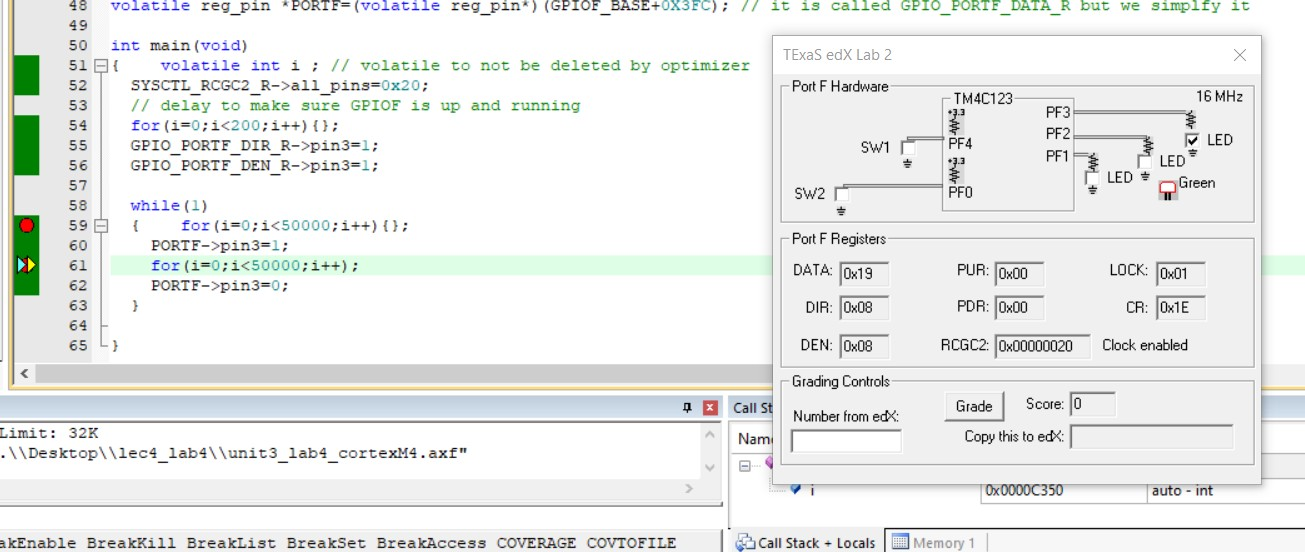 48 volatile reg_pin *PORTF=(volatile reg_pin*)(GPIOF_BASE+0X3FC); // it is called GPIO_PORTF_DATA_R but we simplfy it
49
50 int main(void)
51 { volatile int i ; // volatile to not be deleted by optimizer
52 SYSCTL_RCGC2_R->all_pins=0x20;
53 // delay to make sure GPIOF is up and running
54 for(i=0;i<200;i++){};
55 GPIO_PORTF_DIR_R->pin3=1;
56 GPIO_PORTF_DEN_R->pin3=1;
57
58 while(1)
59 { for(i=0;i<50000;i++){};
60 PORTF->pin3=1;
61 for(i=0;i<50000;i++);
62 PORTF->pin3=0;
63 }
64
65 }
TExaS edX Lab 2
Port F Hardware
TM4C123
16 MHz
+3.3
PF3
PF2
PF1
SW1
PF4
LED
LED
LED
+3.3
SW2
PF0
Green
Port F Registers
DATA: 0x19 PUR: 0x00 LOCK: 0x01
DIR: 0x08 PDR: 0x00 CR: 0x1E
DEN: 0x08 RCGC2: 0x00000020 Clock enabled
Grading Controls
Number from edX: Grade Score: 0
Copy this to edX:
Limit: 32K
.\\Desktop\\lec4_lab4\\unit3_lab4_cortexM4.axf"
akEnable BreakKill BreakList BreakSet BreakAccess COVERAGE COVTOFILE
Call St
Nam
i 0x0000C350 auto - int
Call Stack + Locals Memory 1